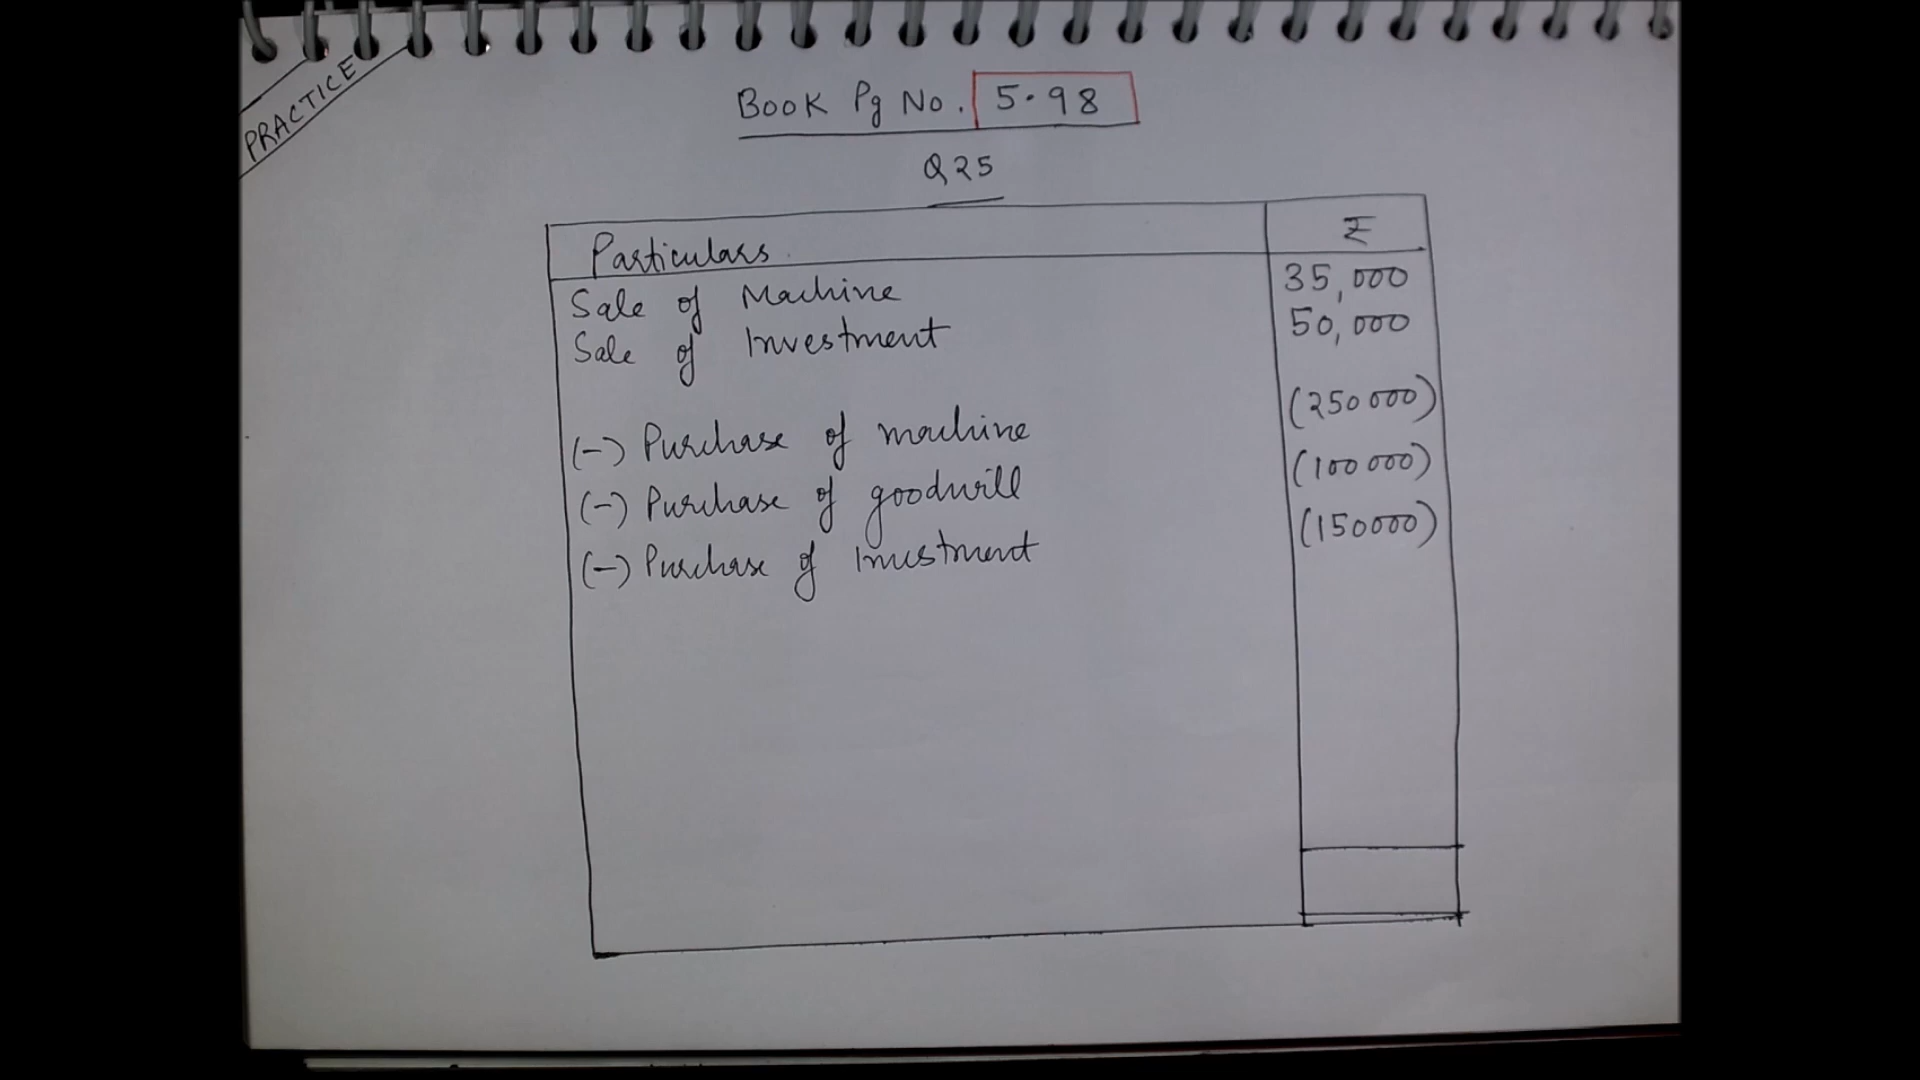 PRACTICE
Book Pg No. 5.98
Q25
Particulars ₹
Sale of Machine 35,000
Sale of Investment 50,000
(-) Purchase of machine (250000)
(-) Purchase of goodwill (100000)
(-) Purchase of Investment (150000)